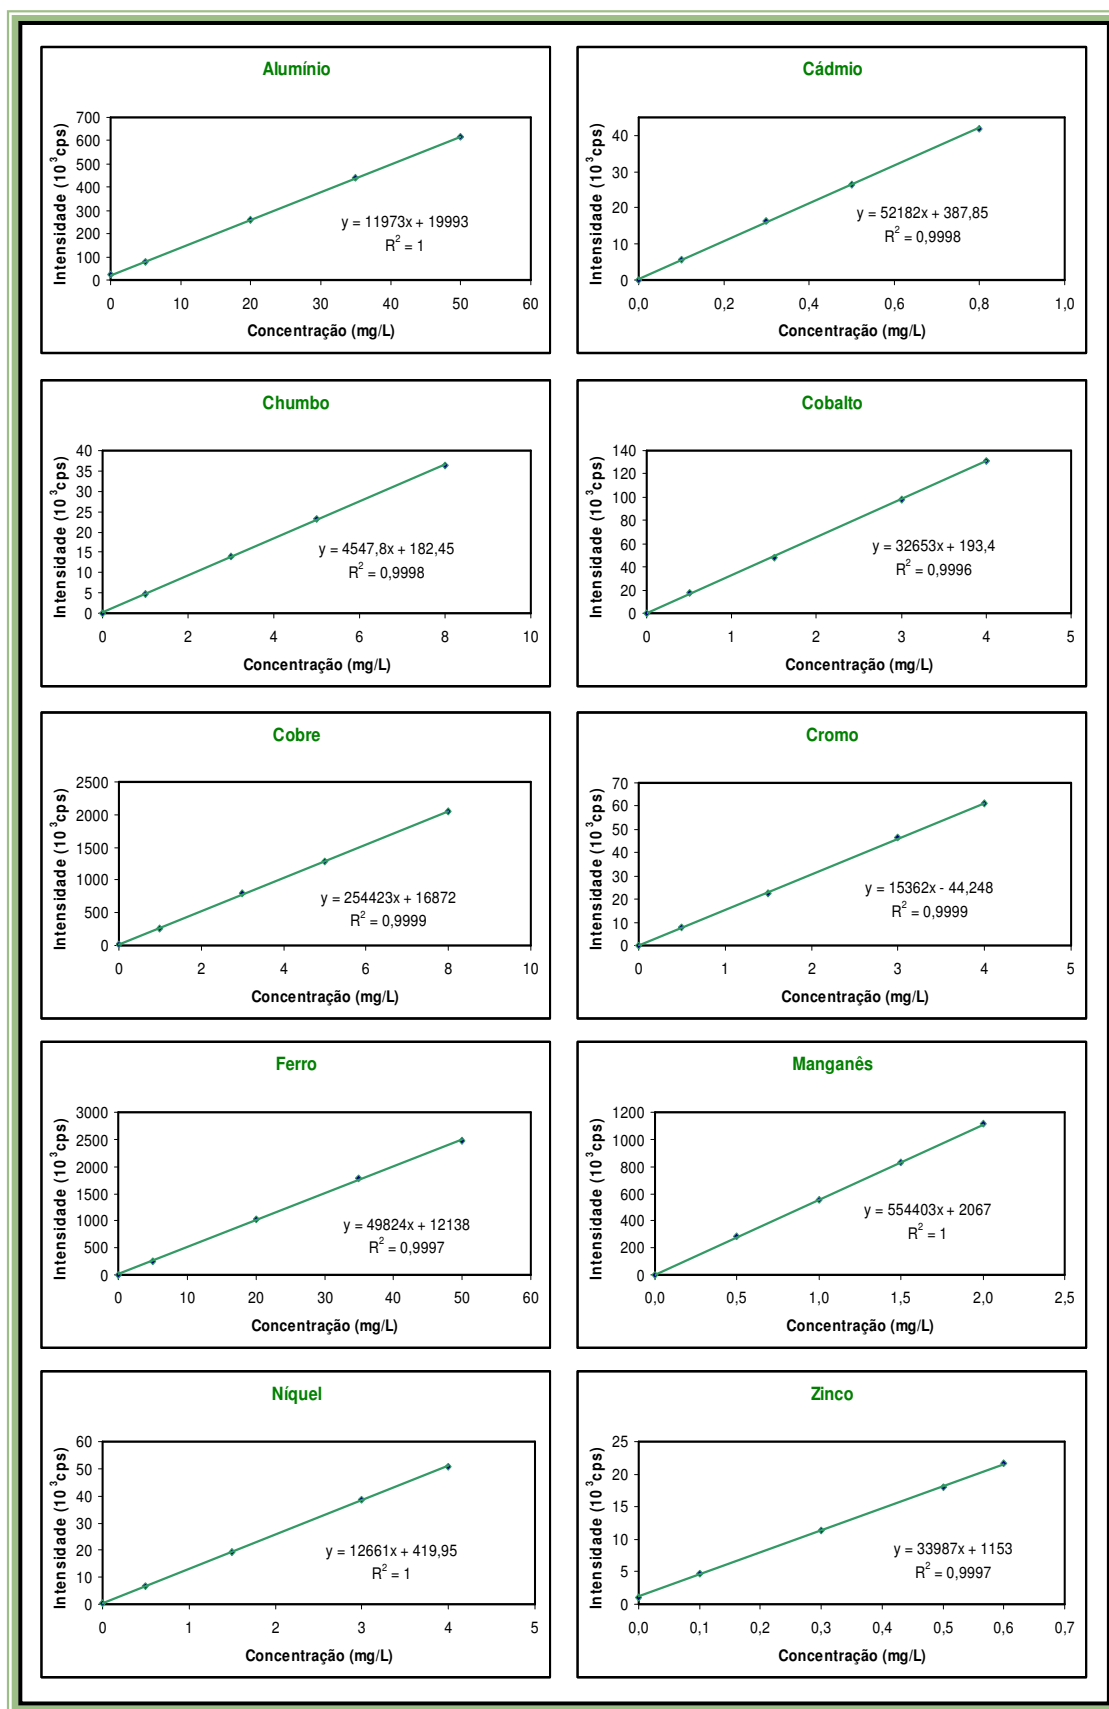 Alumínio
Intensidade (10³cps)
700
600
500
400
300
200
100
0
y = 11973x + 19993
R² = 1
0 10 20 30 40 50 60
Concentração (mg/L)
Cádmio
Intensidade (10³cps)
40
30
20
10
0
y = 52182x + 387,85
R² = 0,9998
0,0 0,2 0,4 0,6 0,8 1,0
Concentração (mg/L)
Chumbo
Intensidade (10³cps)
40
35
30
25
20
15
10
5
0
y = 4547,8x + 182,45
R² = 0,9998
0 2 4 6 8 10
Concentração (mg/L)
Cobalto
Intensidade (10³cps)
140
120
100
80
60
40
20
0
y = 32653x + 193,4
R² = 0,9996
0 1 2 3 4 5
Concentração (mg/L)
Cobre
Intensidade (10³cps)
2500
2000
1500
1000
500
0
y = 254423x + 16872
R² = 0,9999
0 2 4 6 8 10
Concentração (mg/L)
Cromo
Intensidade (10³cps)
70
60
50
40
30
20
10
0
y = 15362x - 44,248
R² = 0,9999
0 1 2 3 4 5
Concentração (mg/L)
Ferro
Intensidade (10³cps)
3000
2500
2000
1500
1000
500
0
y = 49824x + 12138
R² = 0,9997
0 10 20 30 40 50 60
Concentração (mg/L)
Manganês
Intensidade (10³cps)
1200
1000
800
600
400
200
0
y = 554403x + 2067
R² = 1
0,0 0,5 1,0 1,5 2,0 2,5
Concentração (mg/L)
Níquel
Intensidade (10³cps)
60
50
40
30
20
10
0
y = 12661x + 419,95
R² = 1
0 1 2 3 4 5
Concentração (mg/L)
Zinco
Intensidade (10³cps)
25
20
15
10
5
0
y = 33987x + 1153
R² = 0,9997
0,0 0,1 0,2 0,3 0,4 0,5 0,6 0,7
Concentração (mg/L)